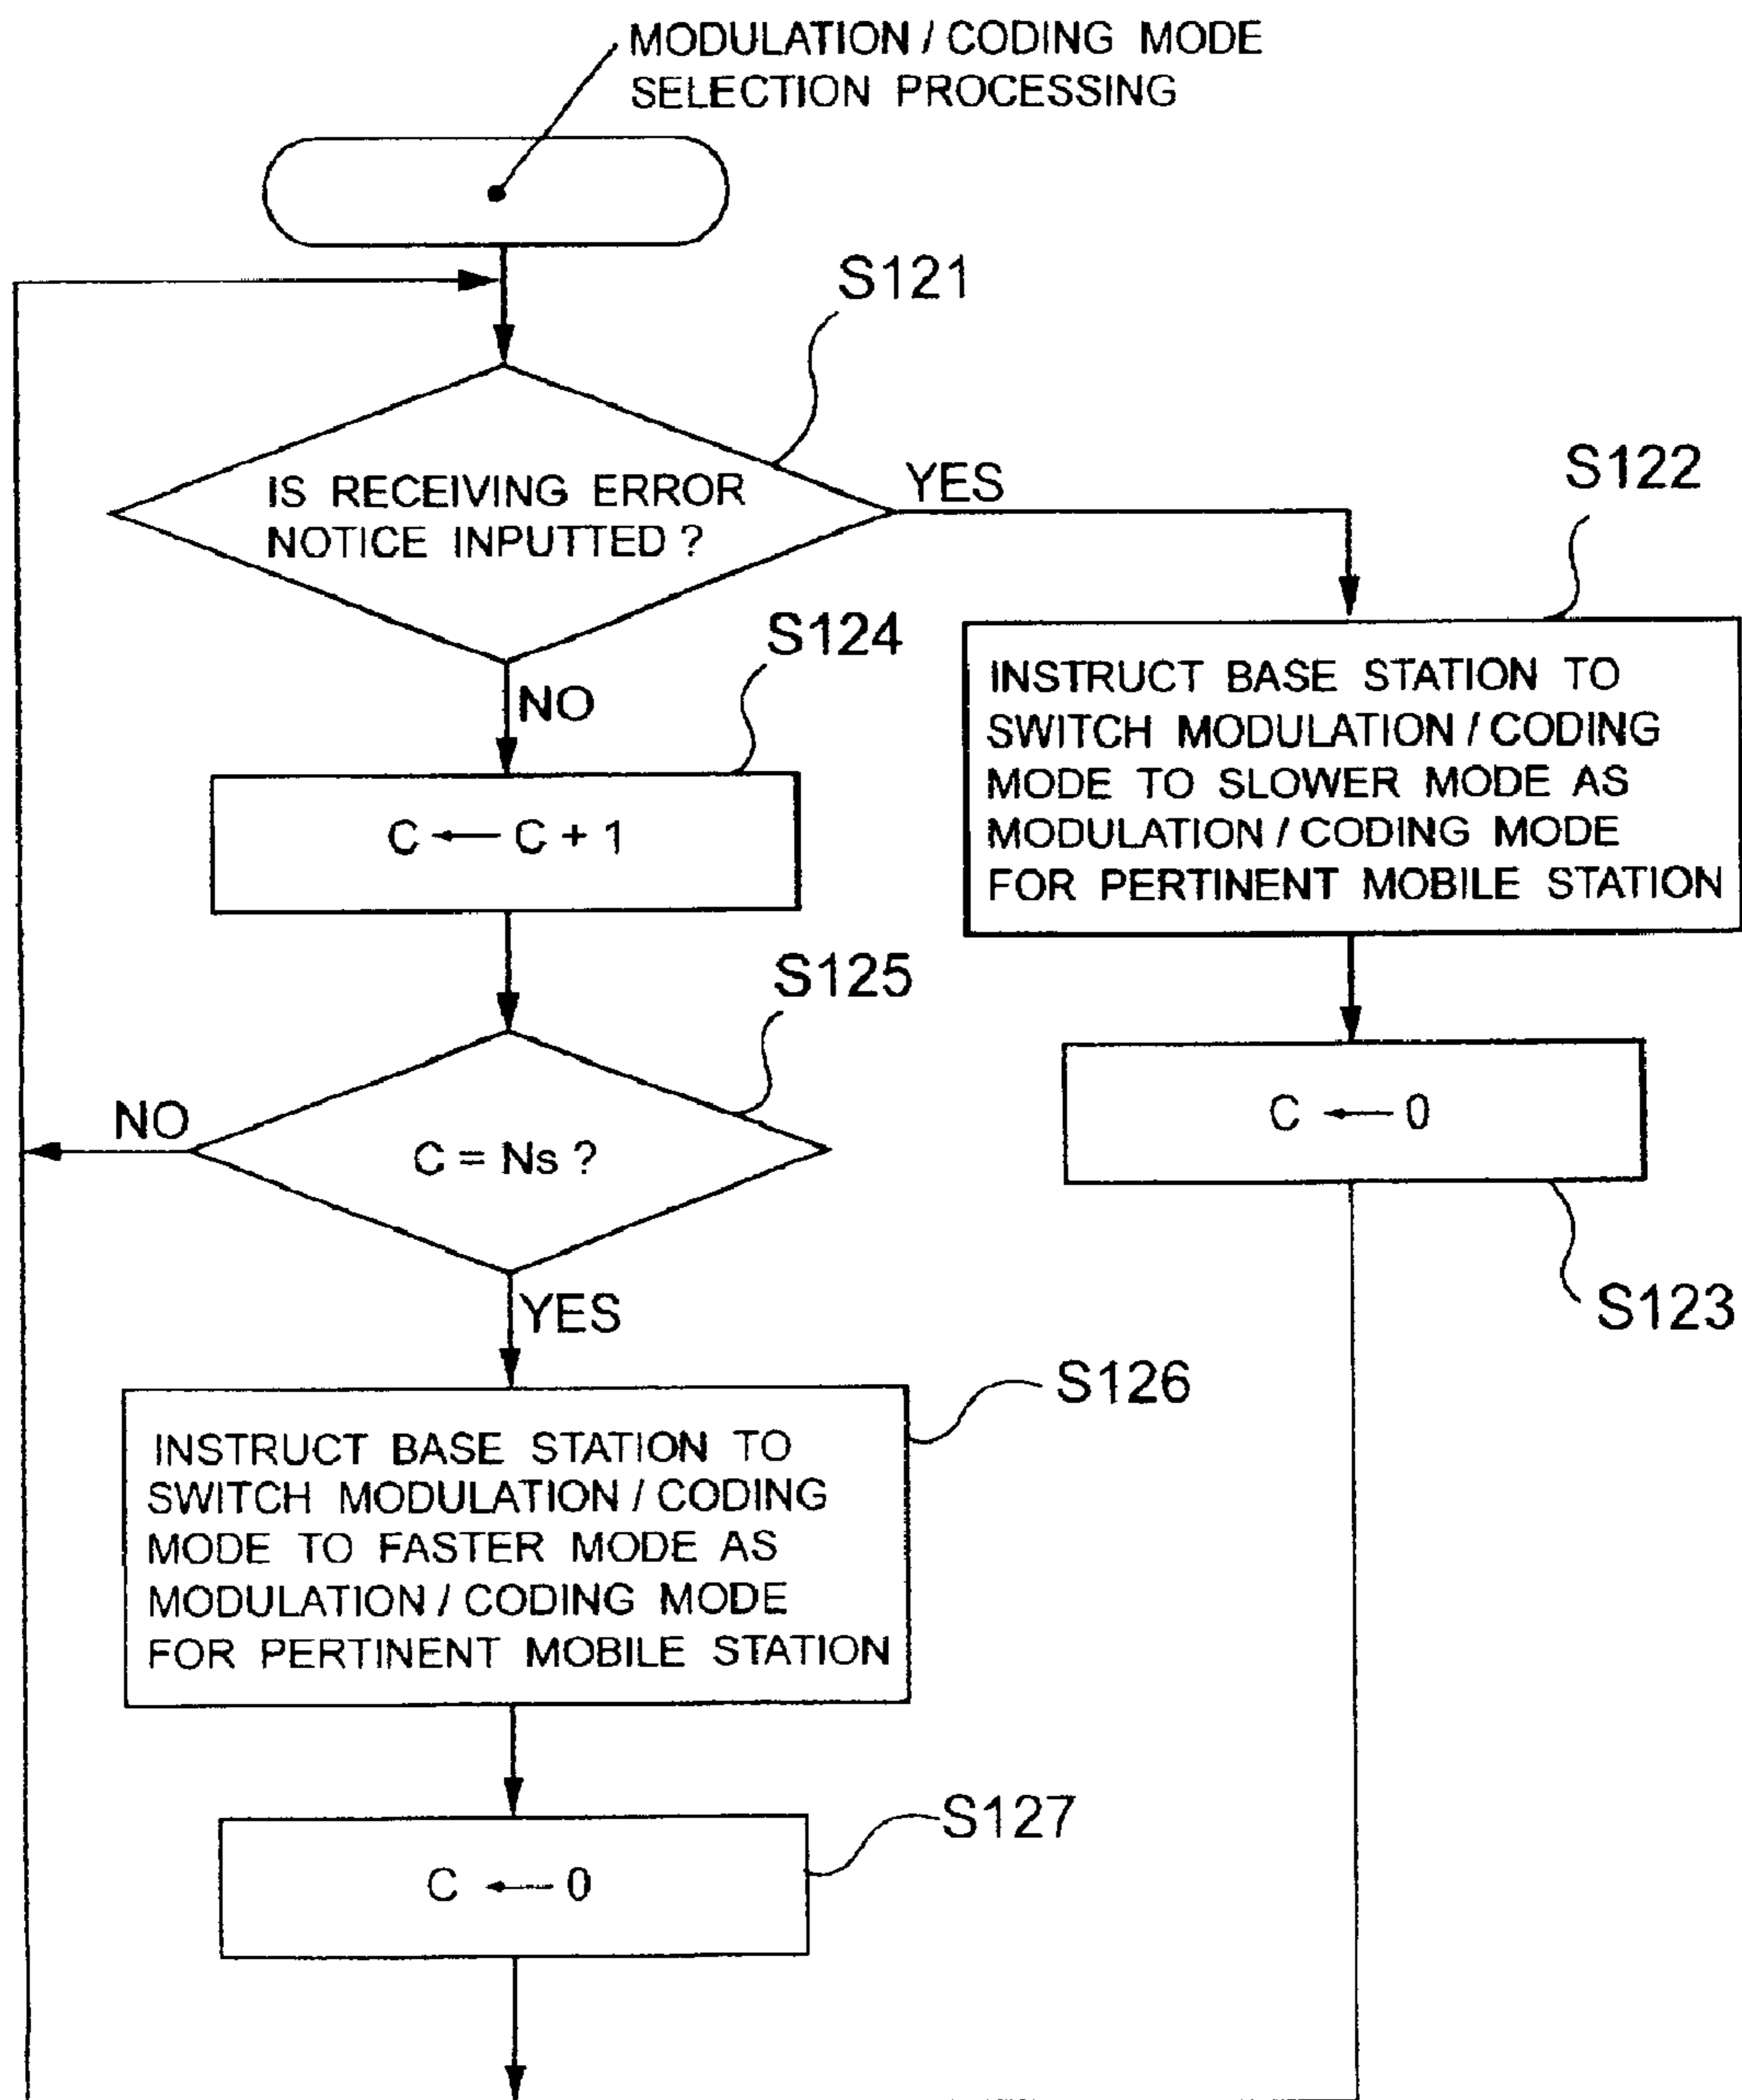 MODULATION / CODING MODE
SELECTION PROCESSING
S121
IS RECEIVING ERROR
NOTICE INPUTTED ?
YES
S122
INSTRUCT BASE STATION TO
SWITCH MODULATION / CODING
MODE TO SLOWER MODE AS
MODULATION / CODING MODE
FOR PERTINENT MOBILE STATION
NO
S124
C ← C + 1
C ← 0
S123
S125
C = Ns ?
NO
YES
S126
INSTRUCT BASE STATION TO
SWITCH MODULATION / CODING
MODE TO FASTER MODE AS
MODULATION / CODING MODE
FOR PERTINENT MOBILE STATION
S127
C ← 0